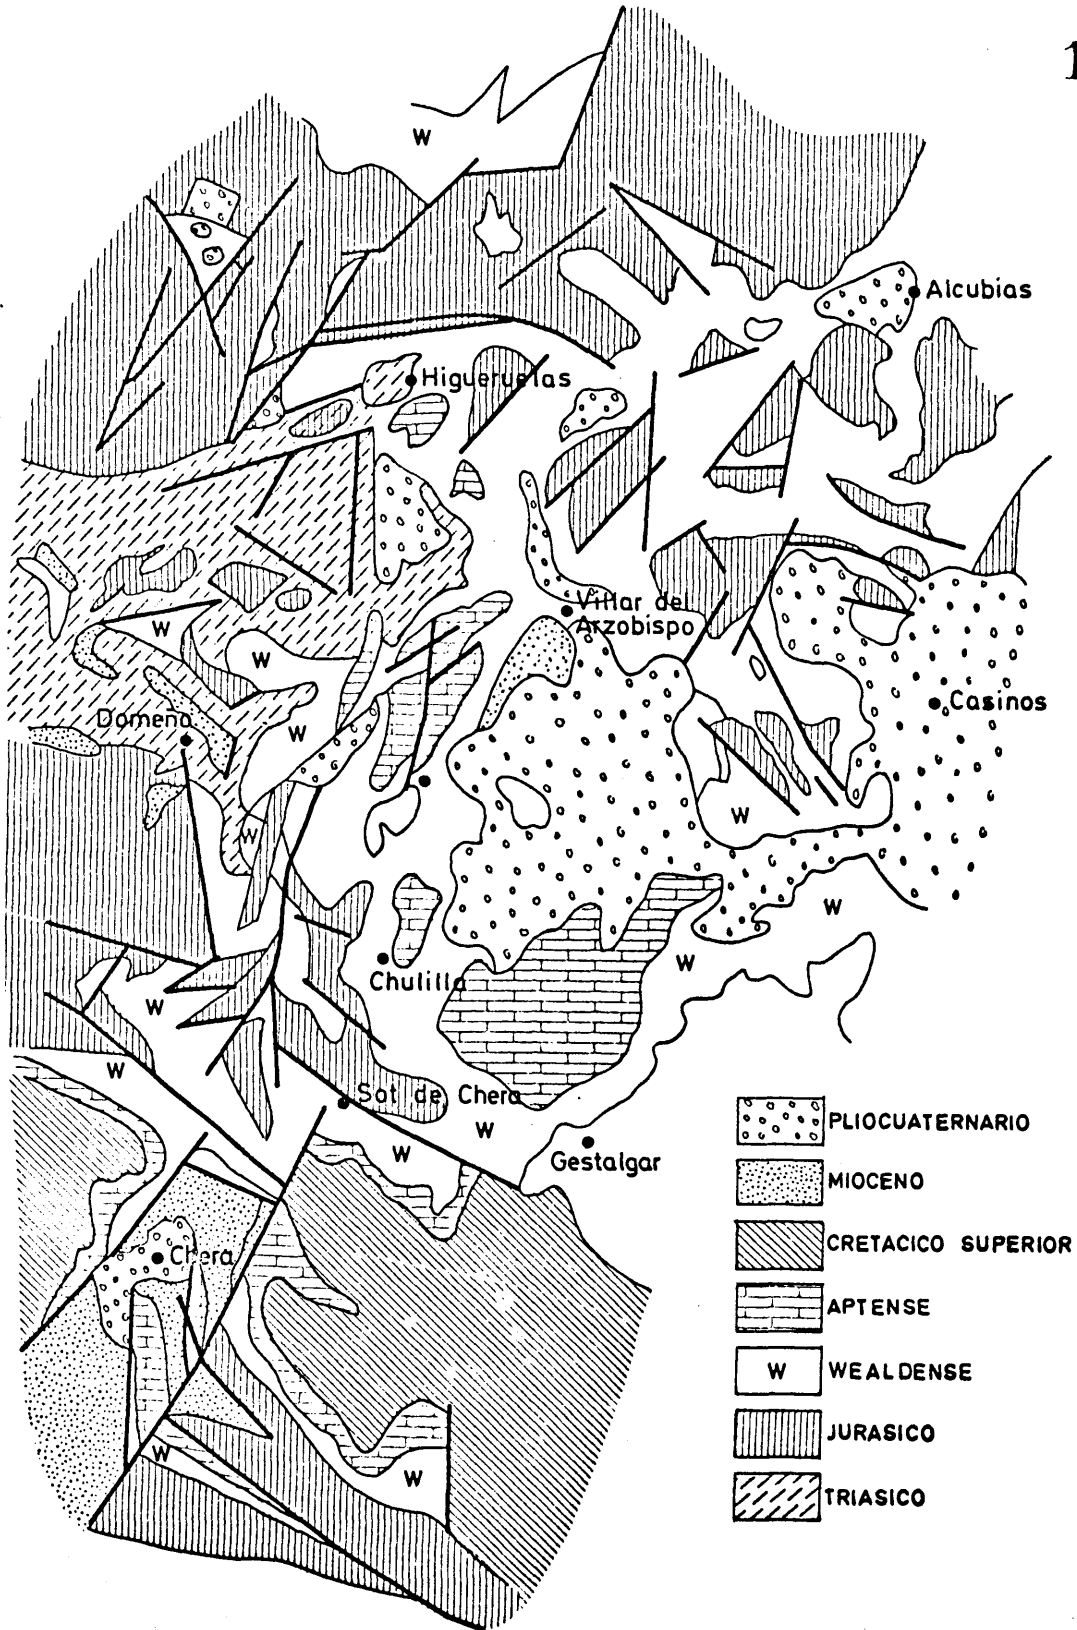 1
W
Alcubias
Higueruelas
Villar del
Arzobispo
W
W
Domeño
W
Casinos
W
W
W
W
Chulilla
W
W
Sot de Chera
W
W
Gestalgar
Chera
W
W
PLIOCUATERNARIO
MIOCENO
CRETACICO SUPERIOR
APTENSE
W WEALDENSE
JURASICO
TRIASICO